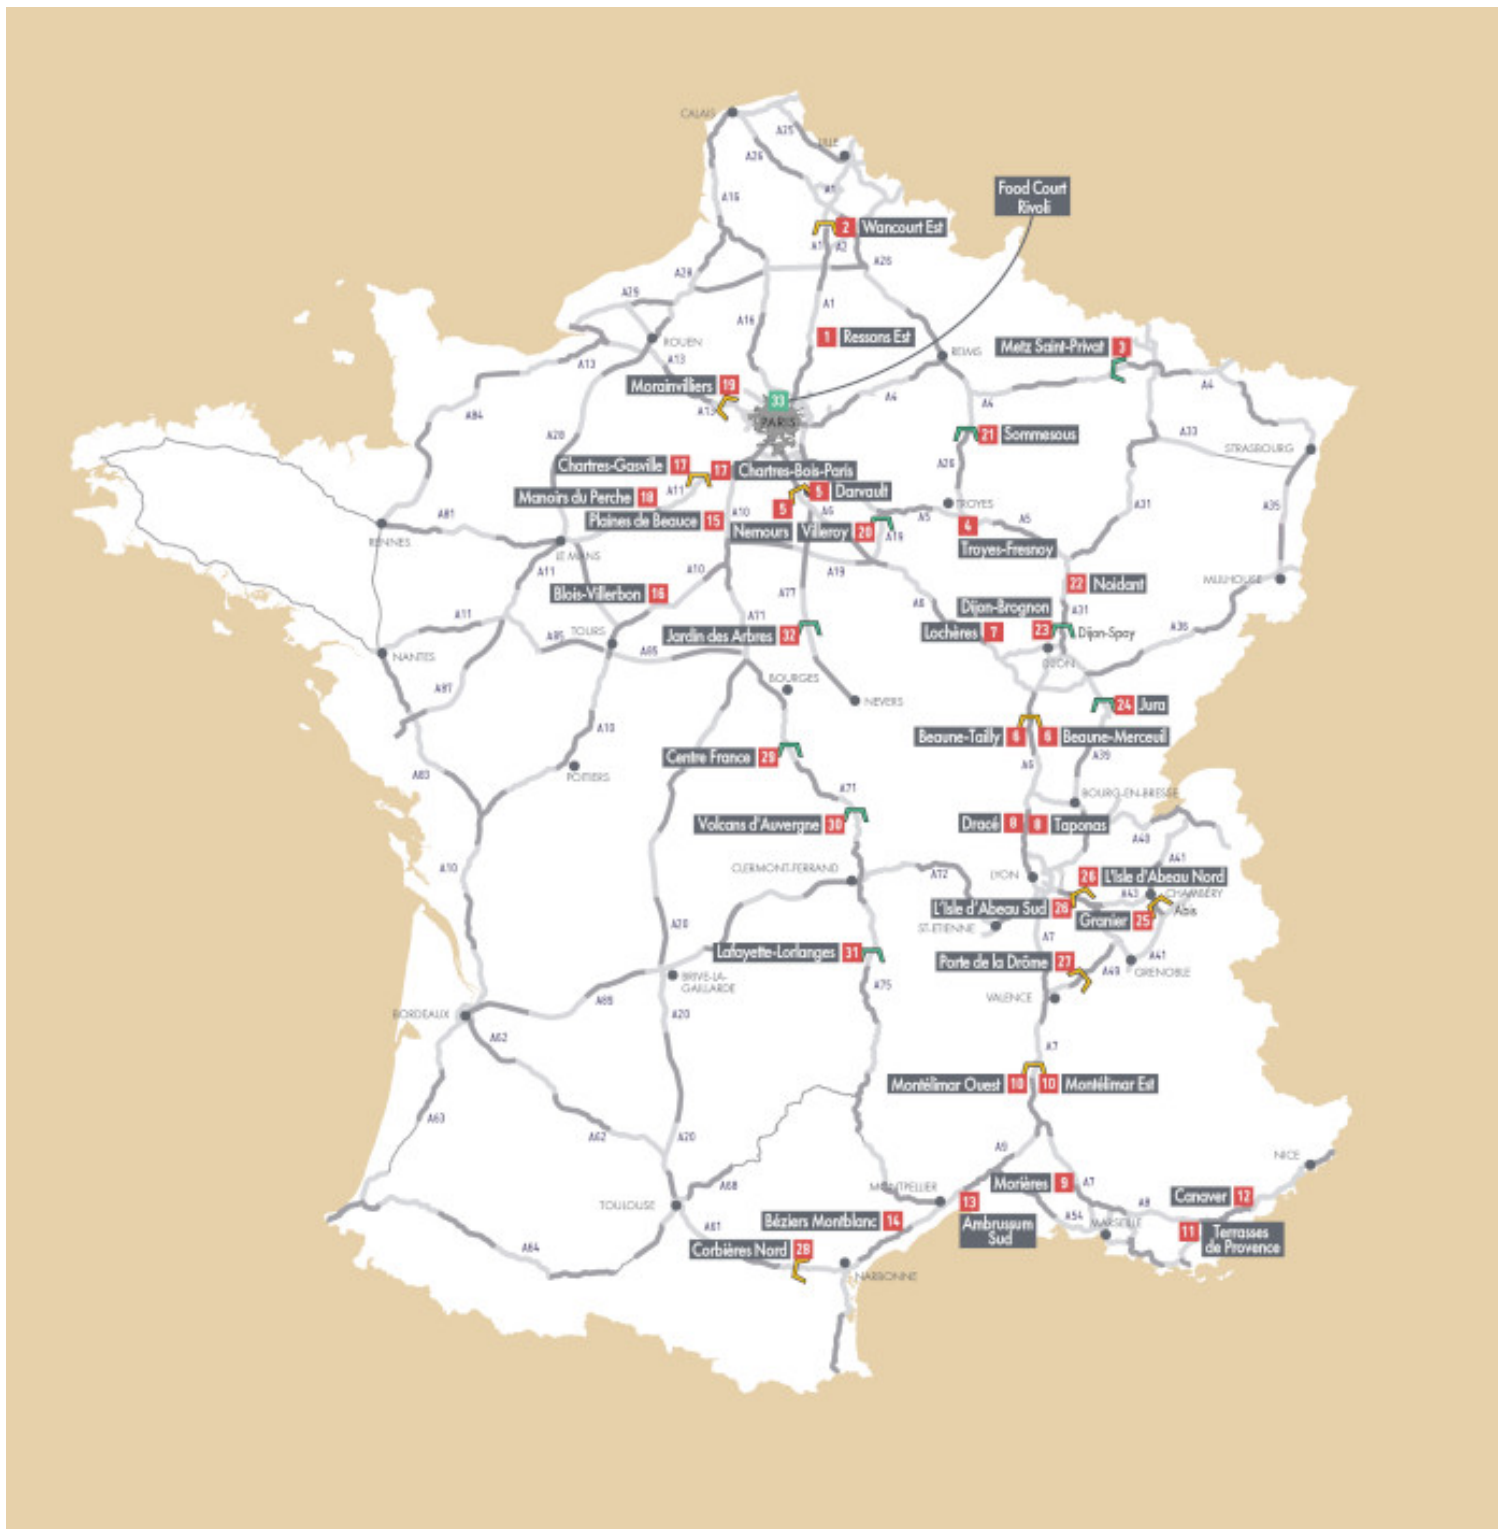 CALAIS
A25
LILLE
A26
A1
A16
Food Court
Rivoli
2 Wancourt Est
A1 A2
A28
A26
A29
A1
A16
ROUEN
1 Ressons Est
Metz Saint-Privat 3
REIMS
A13
A13
A4
Morainvilliers 19
33
A4
A4
A13
PARIS
A84
A28
21 Sommesous
A33
STRASBOURG
Chartres-Gasville 17
17 Chartres-Bois-Paris
A26
A11
5 Darvault
Manoirs du Perche 18
A31
A35
TROYES
5
A6
A10
A81
Plaines de Beauce 15
A5
4
A5
RENNES
Nemours
Villeroy 20
A19
Troyes-Fresnoy
LE MANS
A11
A10
A19
22 Noidant
MULHOUSE
Blois-Villerbon 16
A77
A6
Dijon-Brognon
A31
A11
A71
TOURS
Jardin des Arbres 32
Lochères 7
23
Dijon-Spoy
A36
A85
A85
NANTES
DIJON
BOURGES
A87
NEVERS
24 Jura
A10
Beaune-Tailly 6
6 Beaune-Merceuil
Centre France 29
A39
A6
A83
POITIERS
A71
BOURG-EN-BRESSE
Volcans d'Auvergne 30
Dracé 8
8 Taponas
A40
A41
A10
CLERMONT-FERRAND
A72
LYON
26 L'Isle d'Abeau Nord
A43
CHAMBÉRY
L'Isle d'Abeau Sud 26
Abis
Granier 25
A20
ST-ETIENNE
A7
Lafayette-Lorlanges 31
Porte de la Drôme 27
A41
A49
GRENOBLE
BRIVE-LA-
GAILLARDE
A75
VALENCE
A89
A20
BORDEAUX
A62
A7
Montélimar Ouest 10
10 Montélimar Est
A63
A62
A20
A9
NICE
A68
Morières 9
A7
MONTPELLIER
Canaver 12
TOULOUSE
13
A8
Béziers Montblanc 14
A54
MARSEILLE
A61
Ambrussum
Sud
11 Terrasses
de Provence
A64
Corbières Nord 28
NARBONNE